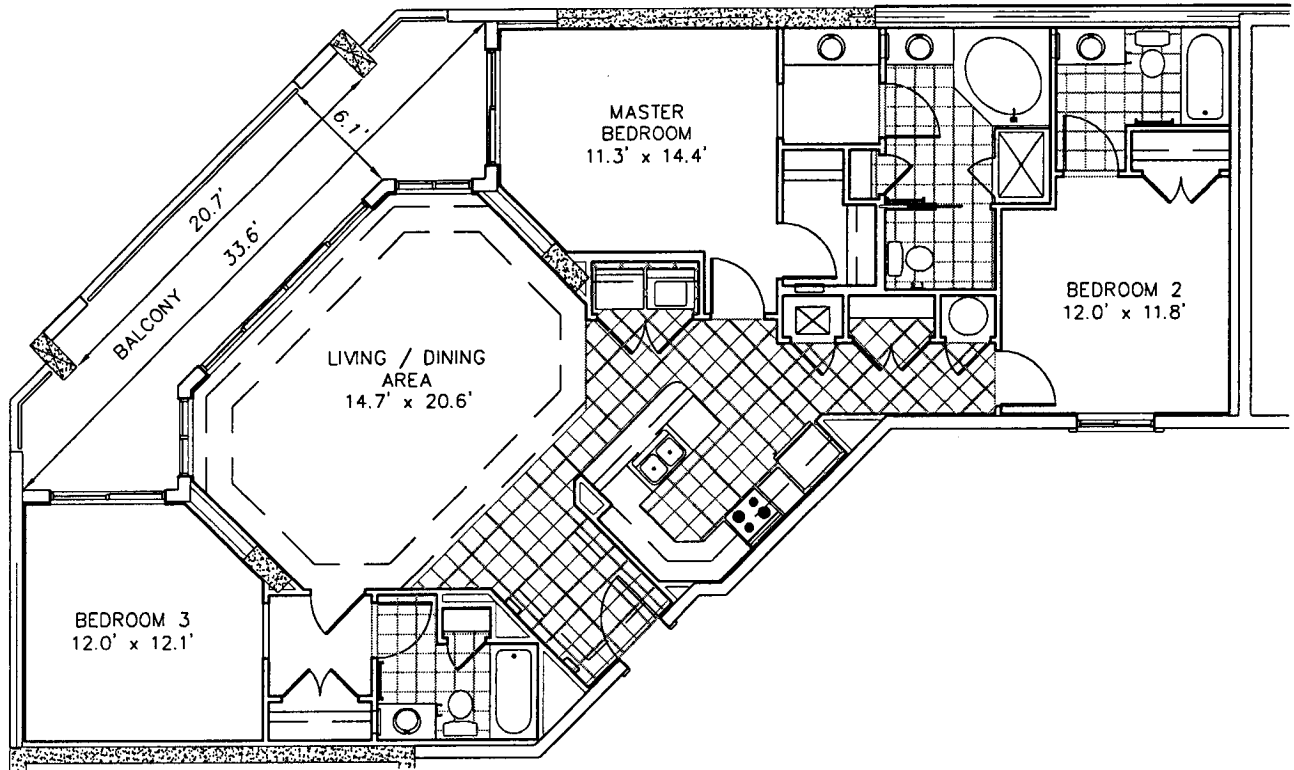 MASTER
BEDROOM
11.3' x 14.4'
6.1'
20.7'
33.6'
BALCONY
BEDROOM 2
12.0' x 11.8'
LIVING / DINING
AREA
14.7' x 20.6'
BEDROOM 3
12.0' x 12.1'